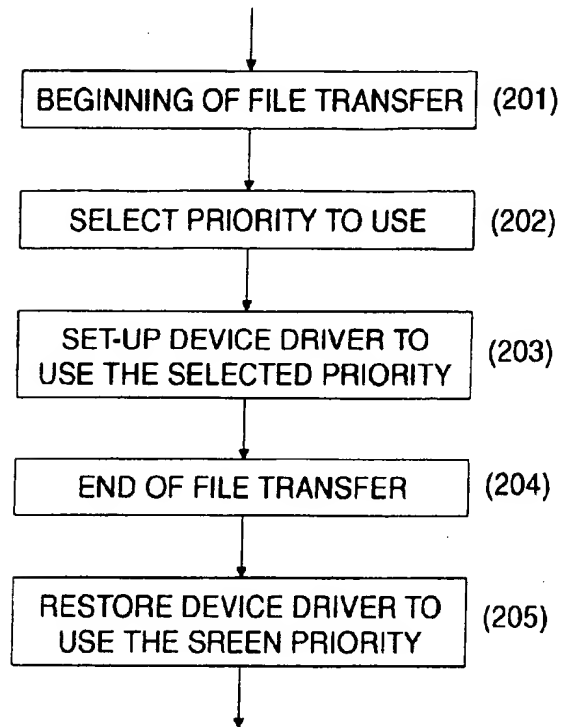 BEGINNING OF FILE TRANSFER (201)
SELECT PRIORITY TO USE (202)
SET-UP DEVICE DRIVER TO
USE THE SELECTED PRIORITY (203)
END OF FILE TRANSFER (204)
RESTORE DEVICE DRIVER TO
USE THE SREEN PRIORITY (205)